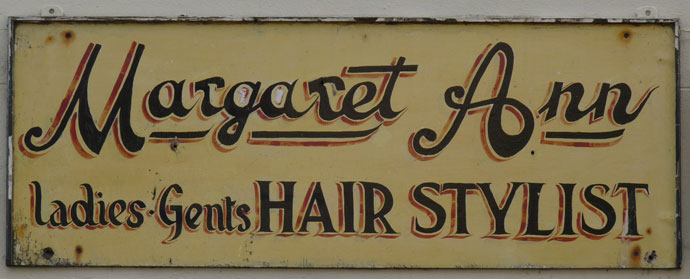 Margaret Ann
Ladies·Gents HAIR STYLIST